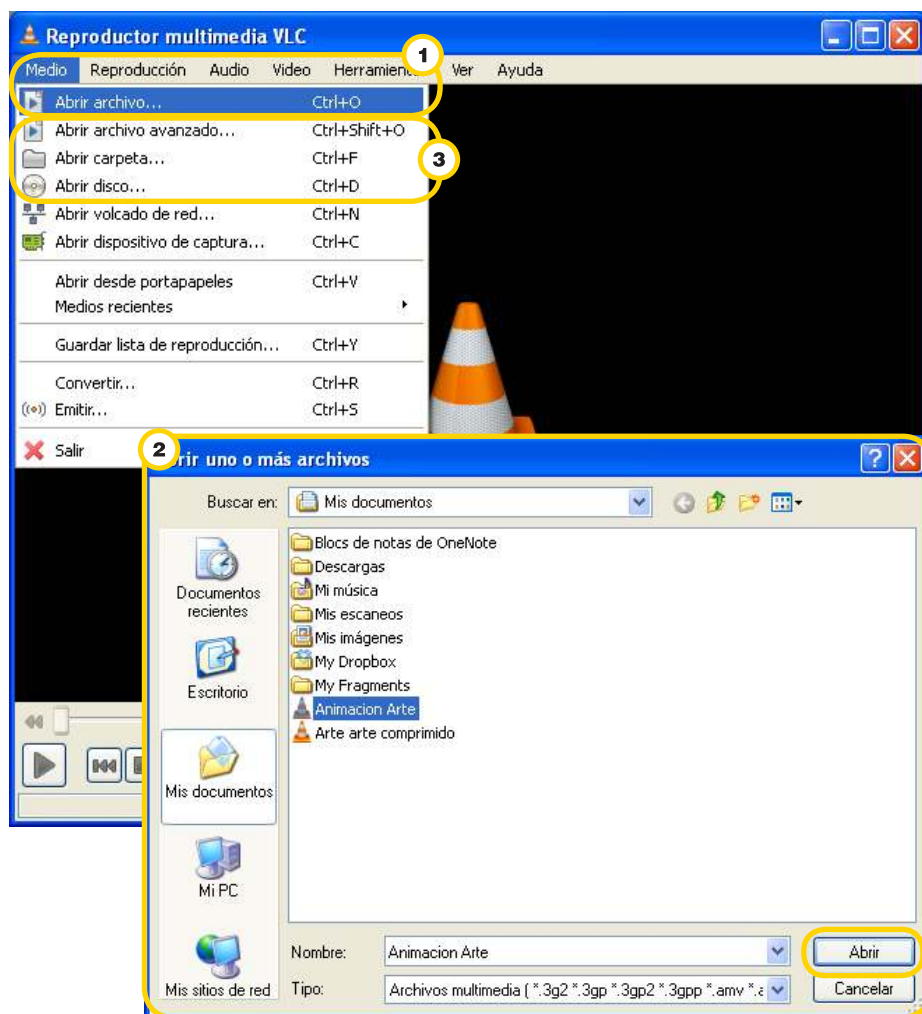 Reproductor multimedia VLC
1
Medio Reproducción Audio Video Ver Ayuda
Abrir archivo... Ctrl+O
Abrir archivo avanzado... Ctrl+Shift+O
3
Abrir carpeta... Ctrl+F
Abrir disco... Ctrl+D
Abrir volcado de red... Ctrl+N
Abrir dispositivo de captura... Ctrl+C
Abrir desde portapapeles Ctrl+V
Medios recientes
Guardar lista de reproducción... Ctrl+Y
Convertir... Ctrl+R
Emitir... Ctrl+S
Salir
2
uno o más archivos
Buscar en: Mis documentos
Documentos recientes
Escritorio
Mis documentos
Mi PC
Mis sitios de red
Blocs de notas de OneNote
Descargas
Mi música
Mis escaneos
Mis imágenes
My Dropbox
My Fragments
Animacion Arte
Arte arte comprimido
Nombre: Animacion Arte Abrir
Tipo: Archivos multimedia ( *.3g2 *.3gp *.3gp2 *.3gpp *.amv Cancelar